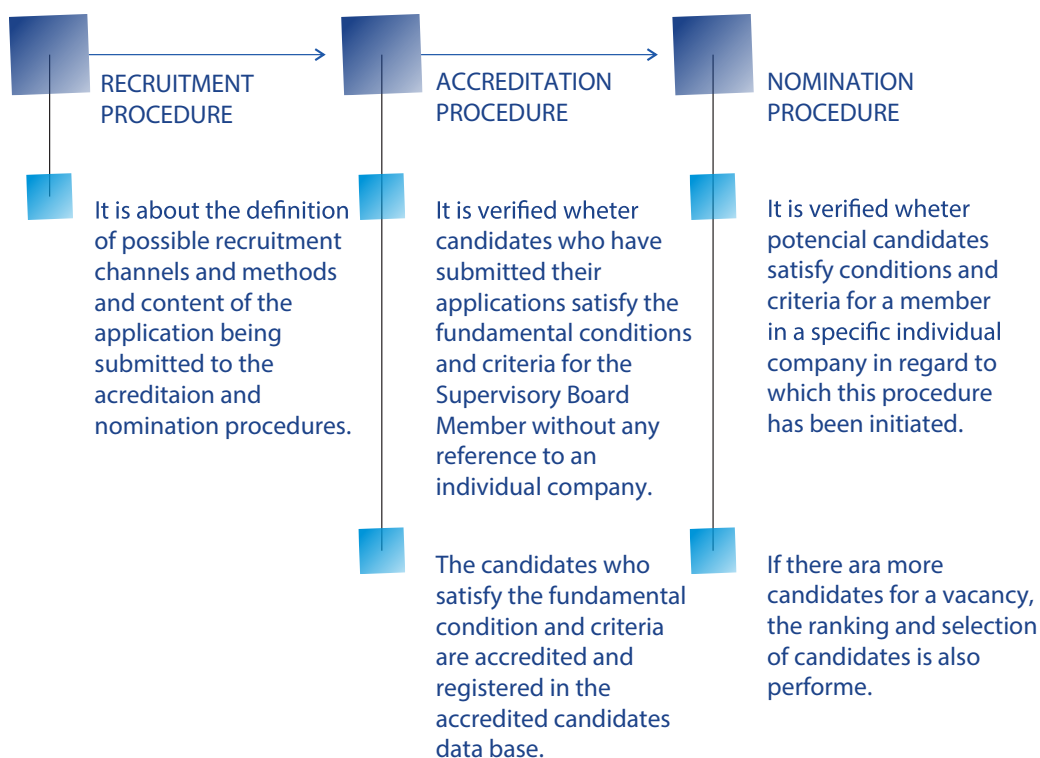 RECRUITMENT
PROCEDURE
It is about the definition
of possible recruitment
channels and methods
and content of the
application being
submitted to the
acreditaion and
nomination procedures.
ACCREDITATION
PROCEDURE
It is verified wheter
candidates who have
submitted their
applications satisfy the
fundamental conditions
and criteria for the
Supervisory Board
Member without any
reference to an
individual company.
The candidates who
satisfy the fundamental
condition and criteria
are accredited and
registered in the
accredited candidates
data base.
NOMINATION
PROCEDURE
It is verified wheter
potencial candidates
satisfy conditions and
criteria for a member
in a specific individual
company in regard to
which this procedure
has been initiated.
If there ara more
candidates for a vacancy,
the ranking and selection
of candidates is also
performe.